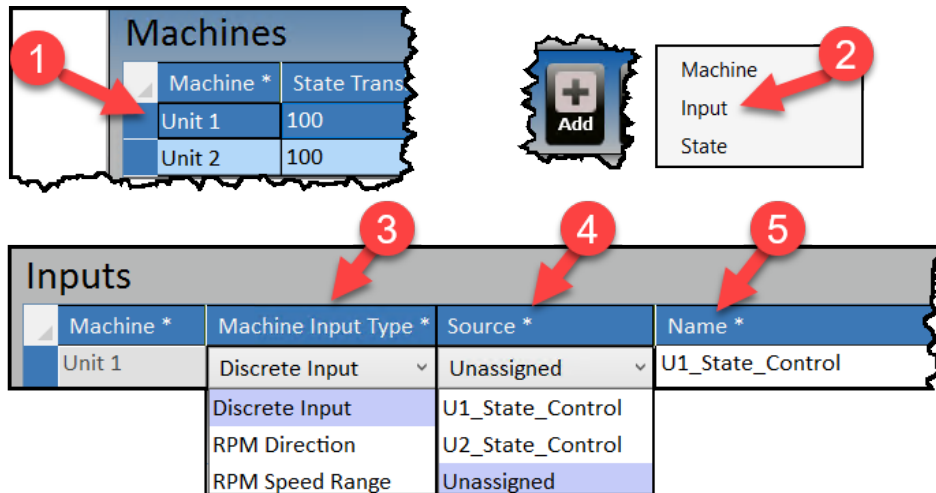 Machines
1
Machine * State Trans
Unit 1 100
Unit 2 100
Add
2
Machine
Input
State
3 4 5
Inputs
Machine * Machine Input Type * Source * Name *
Unit 1 Discrete Input Unassigned U1_State_Control
Discrete Input U1_State_Control
RPM Direction U2_State_Control
RPM Speed Range Unassigned